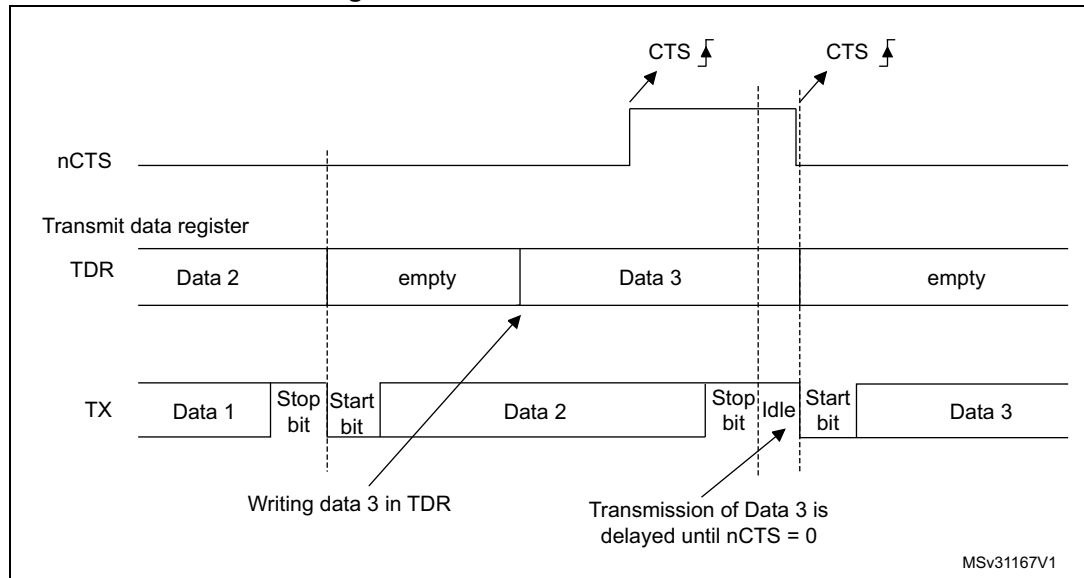 CTS CTS
nCTS
Transmit data register
TDR Data 2 empty Data 3 empty
TX Data 1 Stop bit Start bit Data 2 Stop bit Idle Start bit Data 3
Writing data 3 in TDR
Transmission of Data 3 is
delayed until nCTS = 0
MSv31167V1